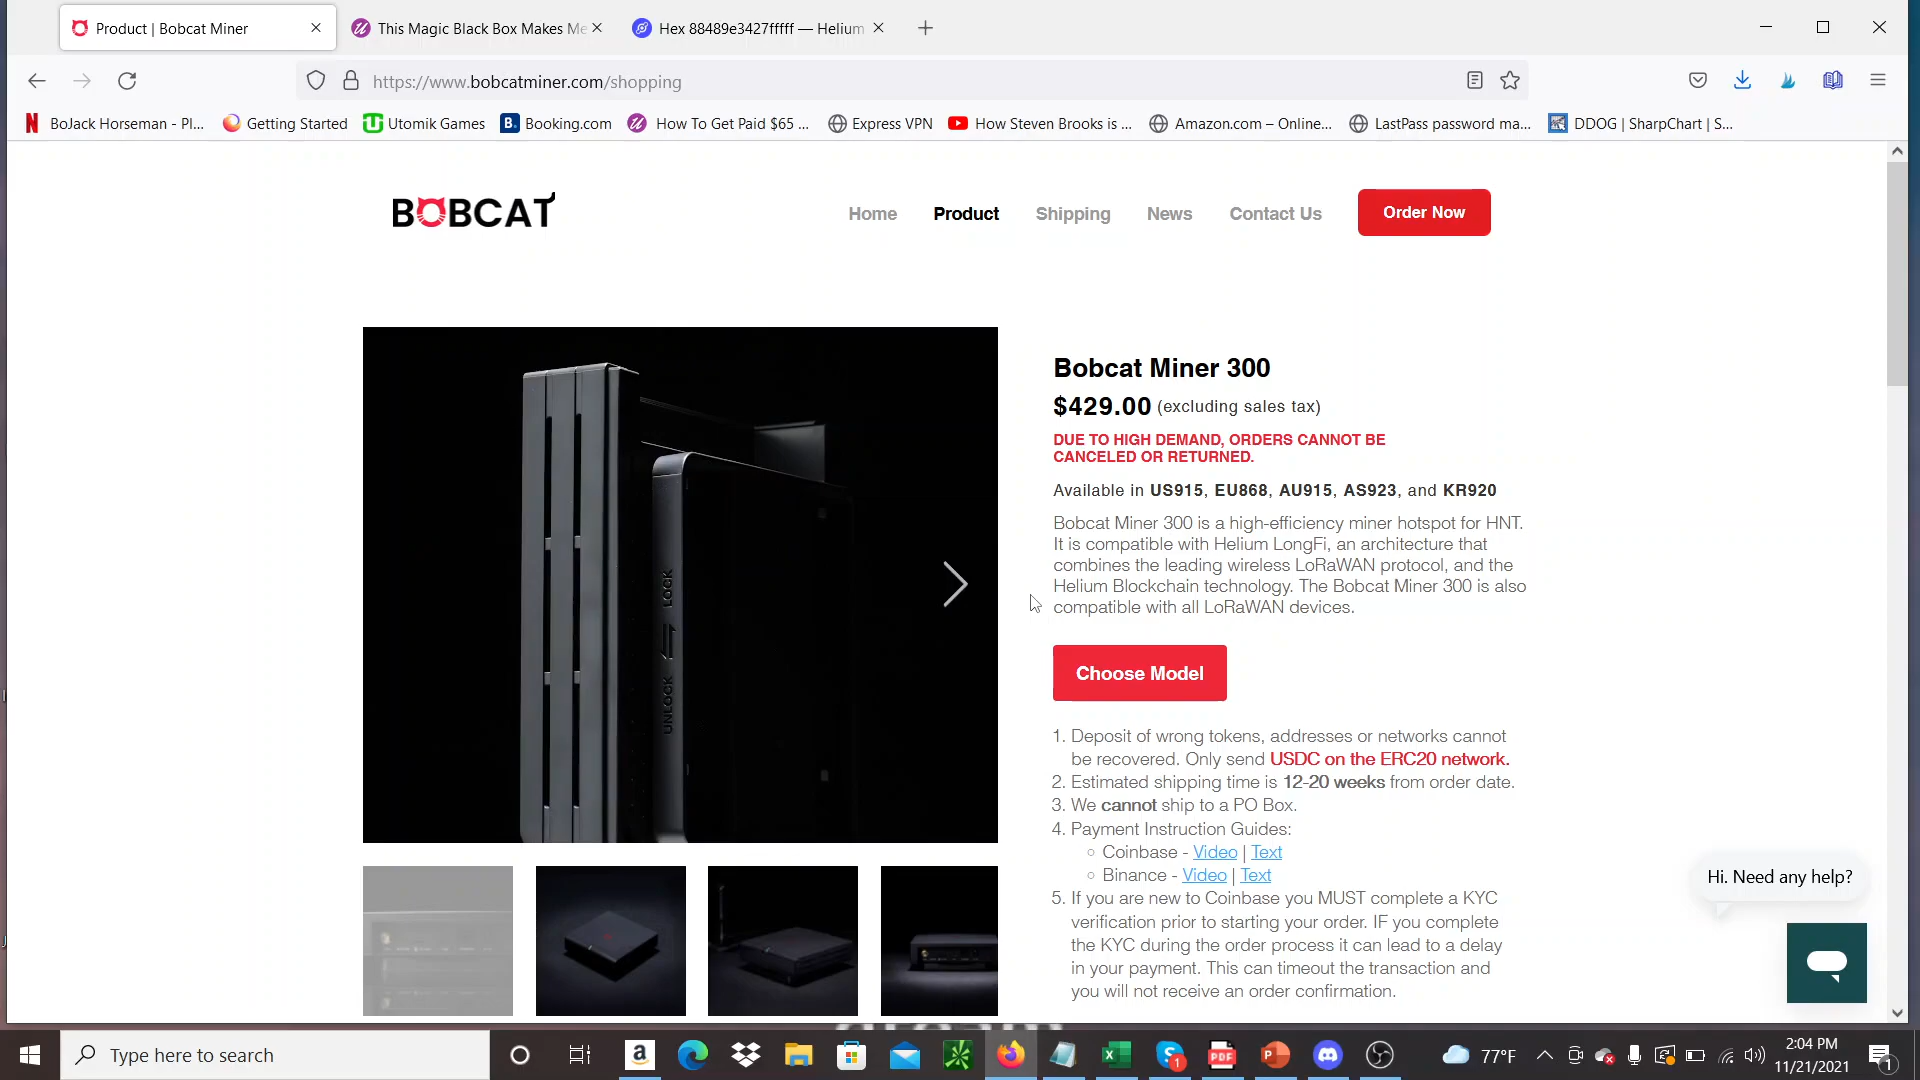 Product | Bobcat Miner
This Magic Black Box Makes Me
Hex 88489e3427fffff — Helium
https://www.bobcatminer.com/shopping
BoJack Horseman - Pl...
Getting Started
Utomik Games
B. Booking.com
How To Get Paid $65 ...
Express VPN
How Steven Brooks is ...
Amazon.com – Online...
LastPass password ma...
DDOG | SharpChart | S...
BOBCAT
Home
Product
Shipping
News
Contact Us
Order Now
LOCK
UNLOCK
Bobcat Miner 300
$429.00 (excluding sales tax)
DUE TO HIGH DEMAND, ORDERS CANNOT BE
CANCELED OR RETURNED.
Available in US915, EU868, AU915, AS923, and KR920
Bobcat Miner 300 is a high-efficiency miner hotspot for HNT.
It is compatible with Helium LongFi, an architecture that
combines the leading wireless LoRaWAN protocol, and the
Helium Blockchain technology. The Bobcat Miner 300 is also
compatible with all LoRaWAN devices.
Choose Model
1. Deposit of wrong tokens, addresses or networks cannot
be recovered. Only send USDC on the ERC20 network.
2. Estimated shipping time is 12-20 weeks from order date.
3. We cannot ship to a PO Box.
4. Payment Instruction Guides:
Coinbase - Video | Text
Binance - Video | Text
5. If you are new to Coinbase you MUST complete a KYC
verification prior to starting your order. IF you complete
the KYC during the order process it can lead to a delay
in your payment. This can timeout the transaction and
you will not receive an order confirmation.
Hi. Need any help?
Type here to search
77°F
2:04 PM
11/21/2021
1